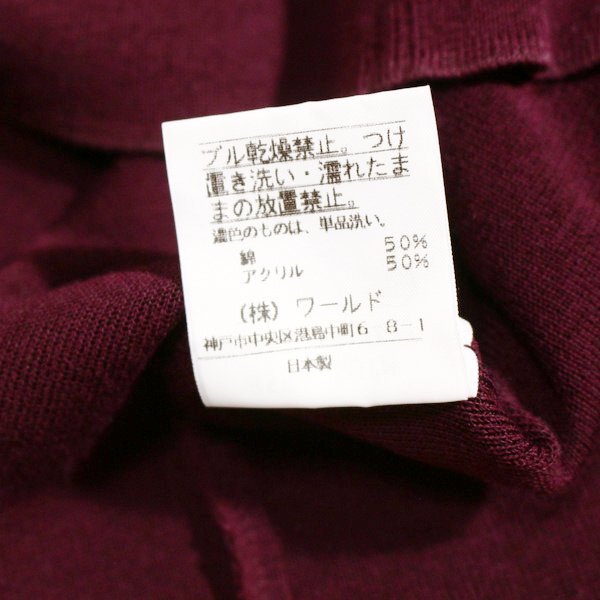 ブル乾燥禁止。つけ
置き洗い・濡れたま
まの放置禁止。
濃色のものは、単品洗い。
綿 50%
アクリル 50%
(株) ワールド
神戸市中央区港島中町6 8-1
日本製